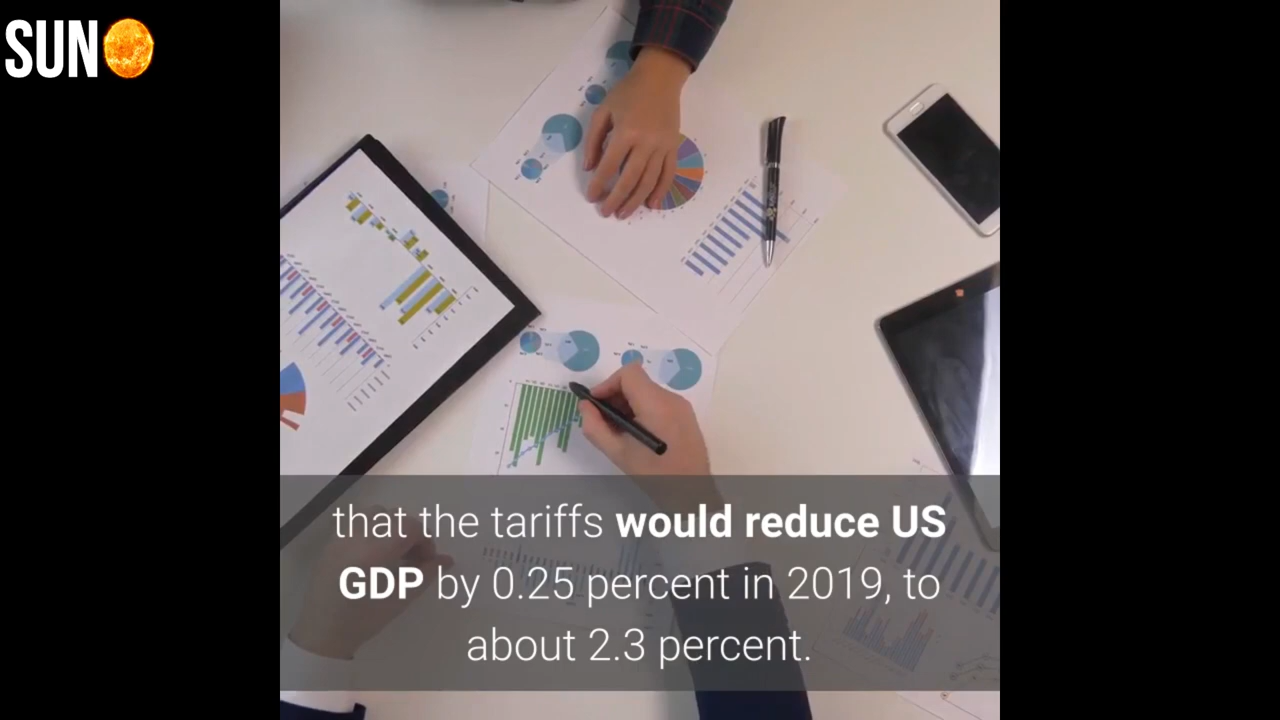 SUN
that the tariffs would reduce US
GDP by 0.25 percent in 2019, to
about 2.3 percent.